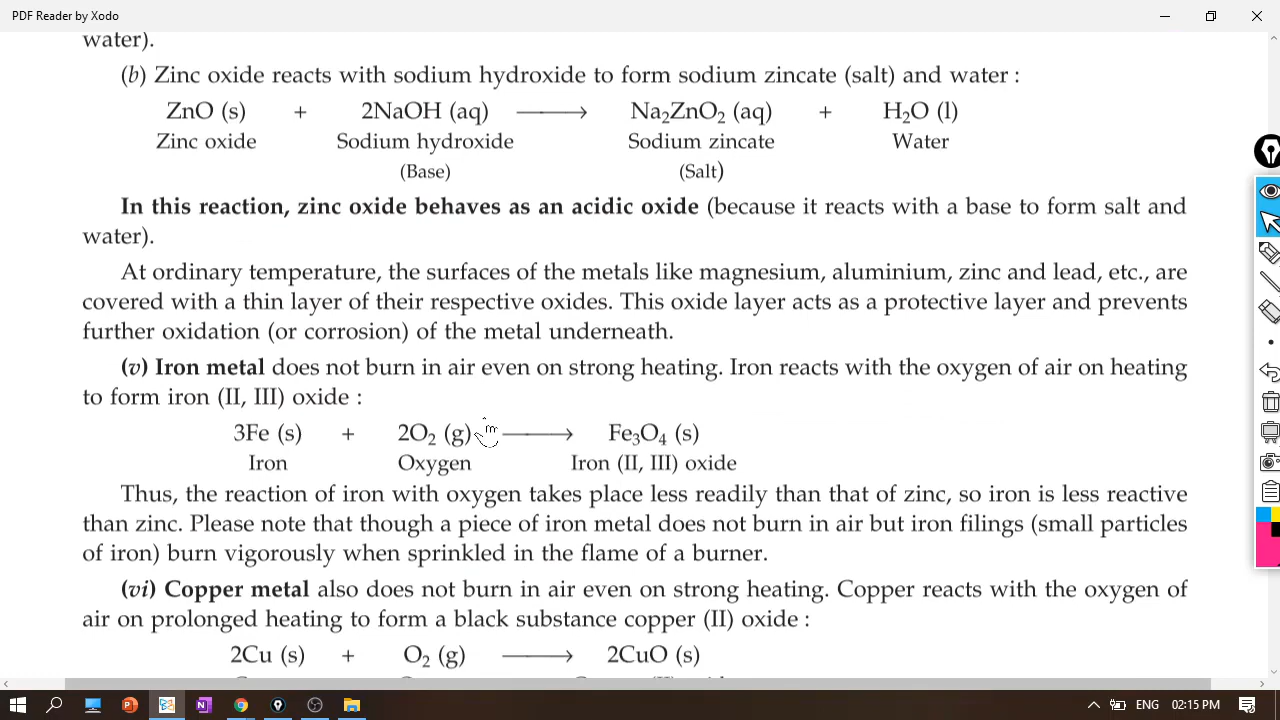 PDF Reader by Xodo
water).
(b) Zinc oxide reacts with sodium hydroxide to form sodium zincate (salt) and water :
ZnO (s) + 2NaOH (aq) ⟶ Na₂ZnO₂ (aq) + H₂O (l)
Zinc oxide Sodium hydroxide Sodium zincate Water
(Base) (Salt)
In this reaction, zinc oxide behaves as an acidic oxide (because it reacts with a base to form salt and
water).
At ordinary temperature, the surfaces of the metals like magnesium, aluminium, zinc and lead, etc., are
covered with a thin layer of their respective oxides. This oxide layer acts as a protective layer and prevents
further oxidation (or corrosion) of the metal underneath.
(v) Iron metal does not burn in air even on strong heating. Iron reacts with the oxygen of air on heating
to form iron (II, III) oxide :
3Fe (s) + 2O₂ (g) ⟶ Fe₃O₄ (s)
Iron Oxygen Iron (II, III) oxide
Thus, the reaction of iron with oxygen takes place less readily than that of zinc, so iron is less reactive
than zinc. Please note that though a piece of iron metal does not burn in air but iron filings (small particles
of iron) burn vigorously when sprinkled in the flame of a burner.
(vi) Copper metal also does not burn in air even on strong heating. Copper reacts with the oxygen of
air on prolonged heating to form a black substance copper (II) oxide :
2Cu (s) + O₂ (g) ⟶ 2CuO (s)
ENG 02:15 PM